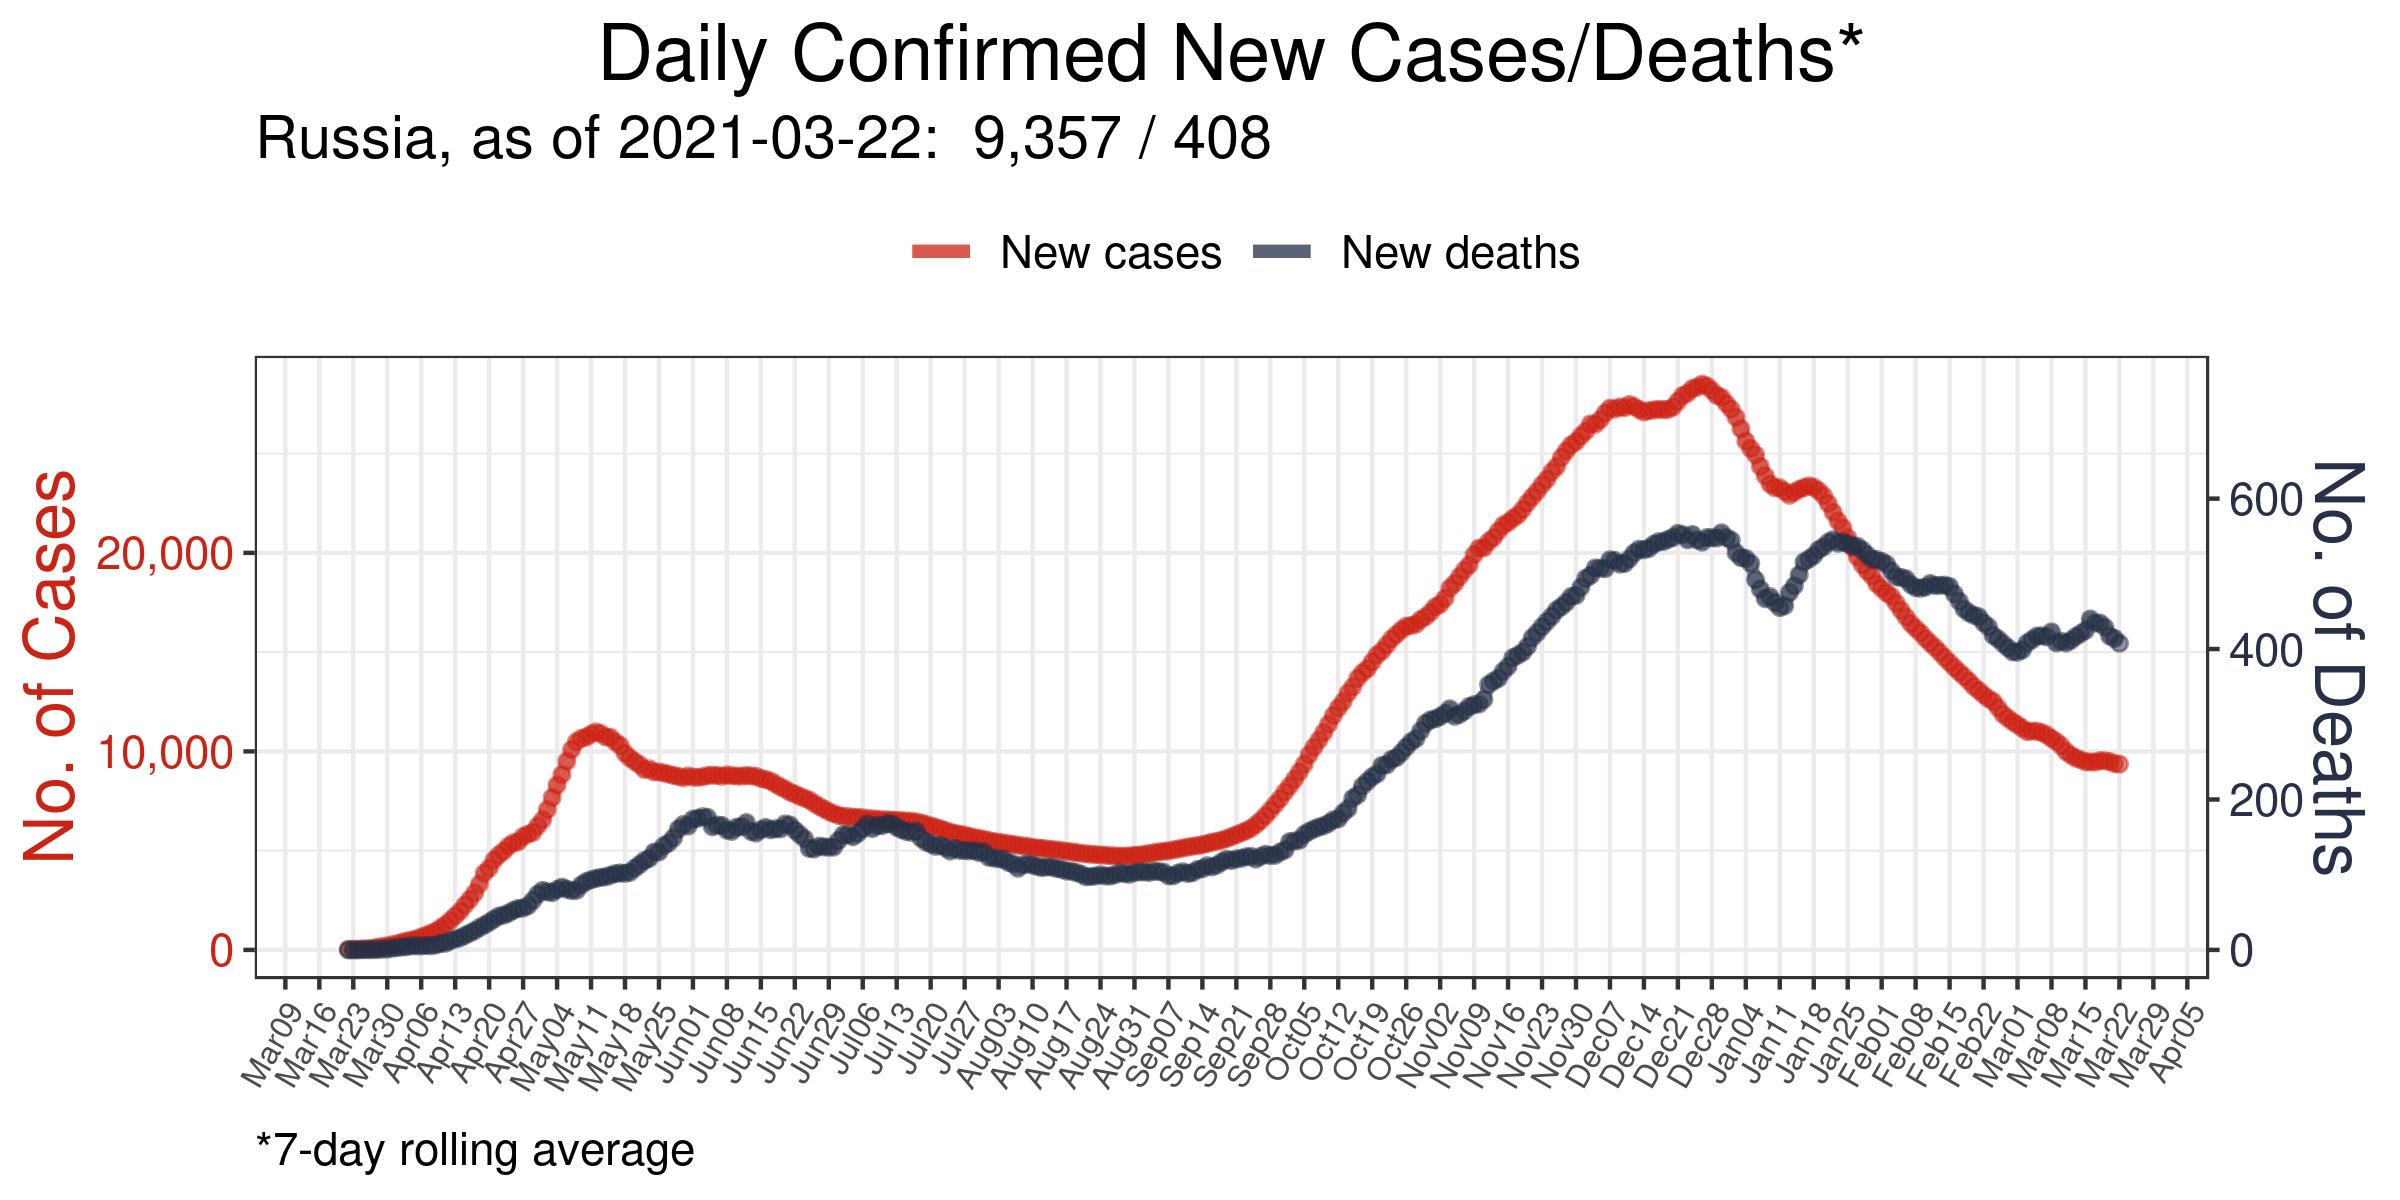 Daily Confirmed New Cases/Deaths*
Russia, as of 2021-03-22:  9,357 / 408
New cases
New deaths
No. of Cases
20,000
10,000
0
600
400
200
0
No. of Deaths
Mar09
Mar16
Mar23
Mar30
Apr06
Apr13
Apr20
Apr27
May04
May11
May18
May25
Jun01
Jun08
Jun15
Jun22
Jun29
Jul06
Jul13
Jul20
Jul27
Aug03
Aug10
Aug17
Aug24
Aug31
Sep07
Sep14
Sep21
Sep28
Oct05
Oct12
Oct19
Oct26
Nov02
Nov09
Nov16
Nov23
Nov30
Dec07
Dec14
Dec21
Dec28
Jan04
Jan11
Jan18
Jan25
Feb01
Feb08
Feb15
Feb22
Mar01
Mar08
Mar15
Mar22
Mar29
Apr05
*7-day rolling average